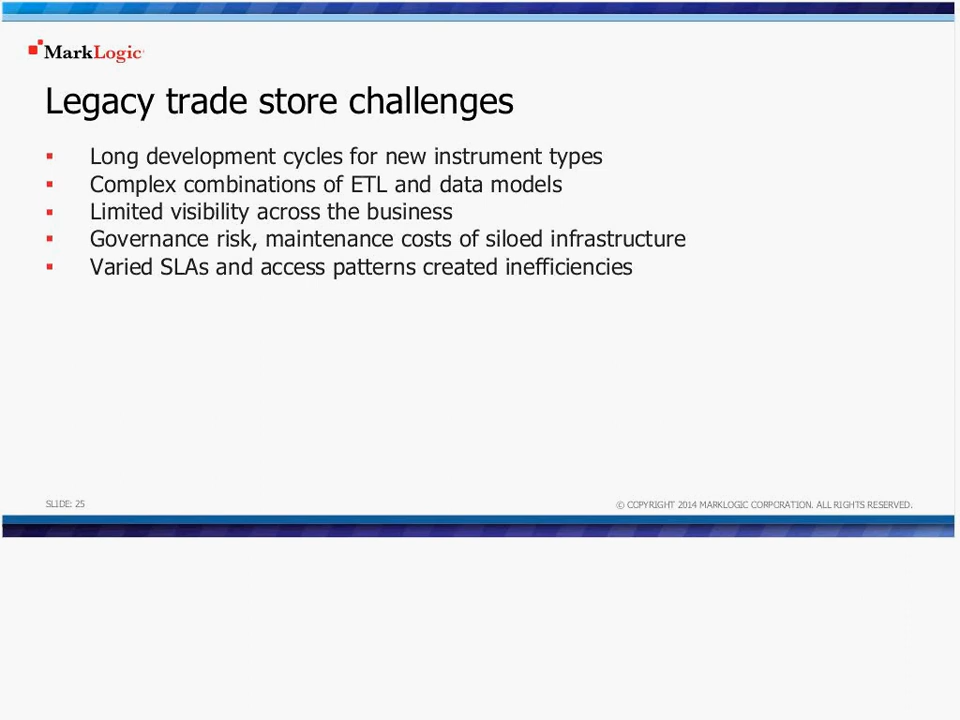 MarkLogic
Legacy trade store challenges
▪ Long development cycles for new instrument types
▪ Complex combinations of ETL and data models
▪ Limited visibility across the business
▪ Governance risk, maintenance costs of siloed infrastructure
▪ Varied SLAs and access patterns created inefficiencies
SLIDE: 25
© COPYRIGHT 2014 MARKLOGIC CORPORATION. ALL RIGHTS RESERVED.